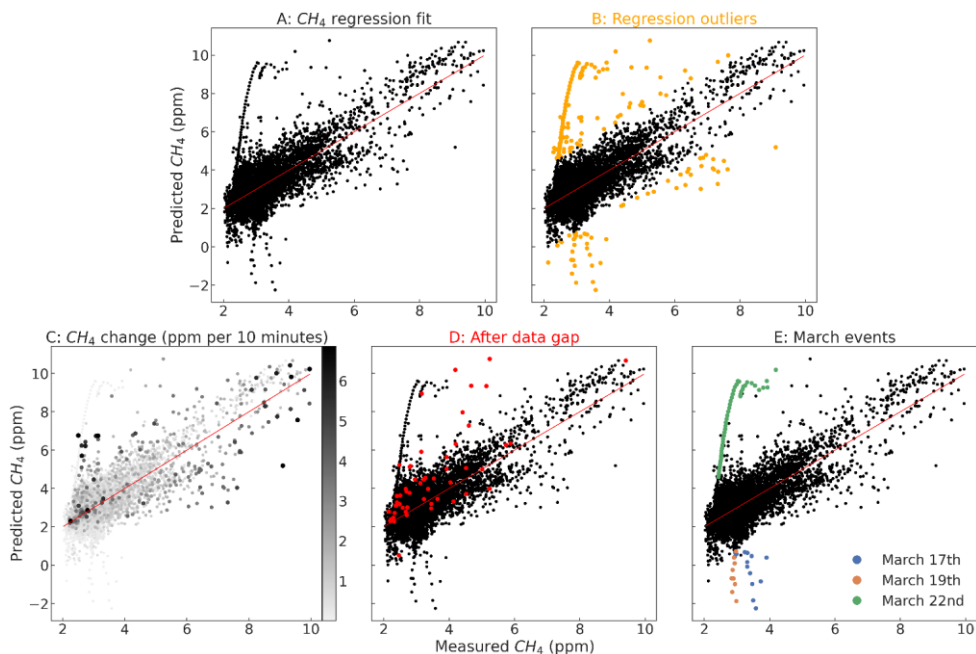 A: CH₄ regression fit
B: Regression outliers
Predicted CH₄ (ppm)
10
8
6
4
2
0
−2
2 4 6 8 10
2 4 6 8 10
C: CH₄ change (ppm per 10 minutes)
D: After data gap
E: March events
Predicted CH₄ (ppm)
10
8
6
4
2
0
−2
6
5
4
3
2
1
March 17th
March 19th
March 22nd
2 4 6 8 10
2 4 6 8 10
2 4 6 8 10
Measured CH₄ (ppm)